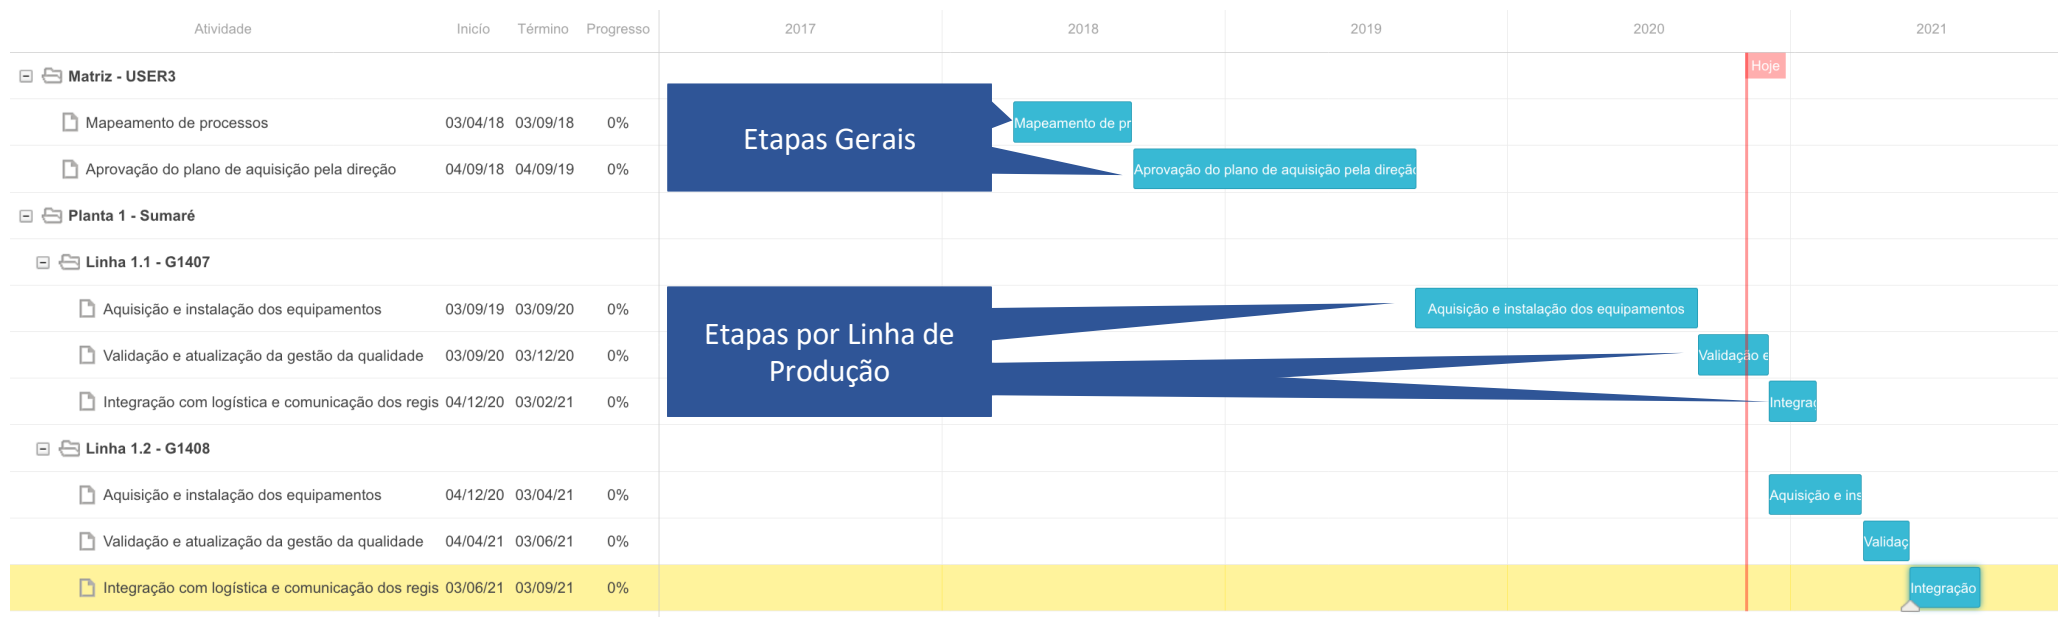 Atividade Início Término Progresso 2017 2018 2019 2020 2021
Matriz - USER3 Hoje
Mapeamento de processos 03/04/18 03/09/18 0% Mapeamento de pr
Etapas Gerais
Aprovação do plano de aquisição pela direção 04/09/18 04/09/19 0% Aprovação do plano de aquisição pela direção
Planta 1 - Sumaré
Linha 1.1 - G1407
Aquisição e instalação dos equipamentos 03/09/19 03/09/20 0% Aquisição e instalação dos equipamentos
Etapas por Linha de
Produção
Validação e atualização da gestão da qualidade 03/09/20 03/12/20 0% Validação e
Integração com logística e comunicação dos regis 04/12/20 03/02/21 0% Integraç
Linha 1.2 - G1408
Aquisição e instalação dos equipamentos 04/12/20 03/04/21 0% Aquisição e ins
Validação e atualização da gestão da qualidade 04/04/21 03/06/21 0% Validaç
Integração com logística e comunicação dos regis 03/06/21 03/09/21 0% Integração